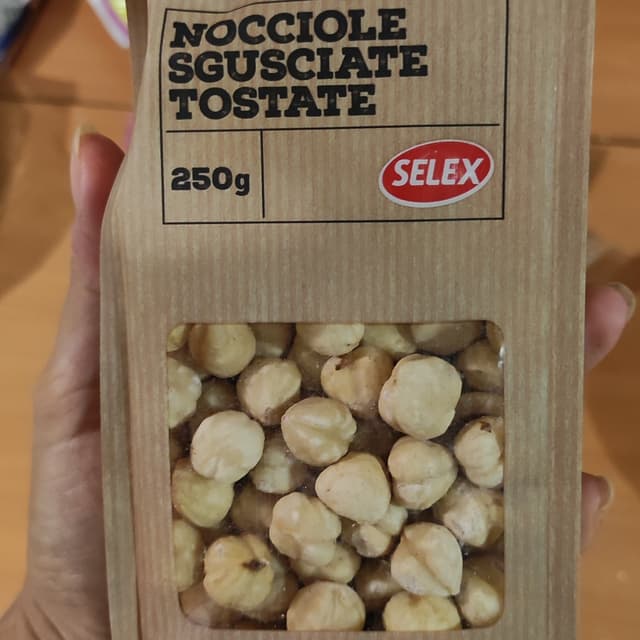 NOCCIOLE
SGUSCIATE
TOSTATE
250g
SELEX